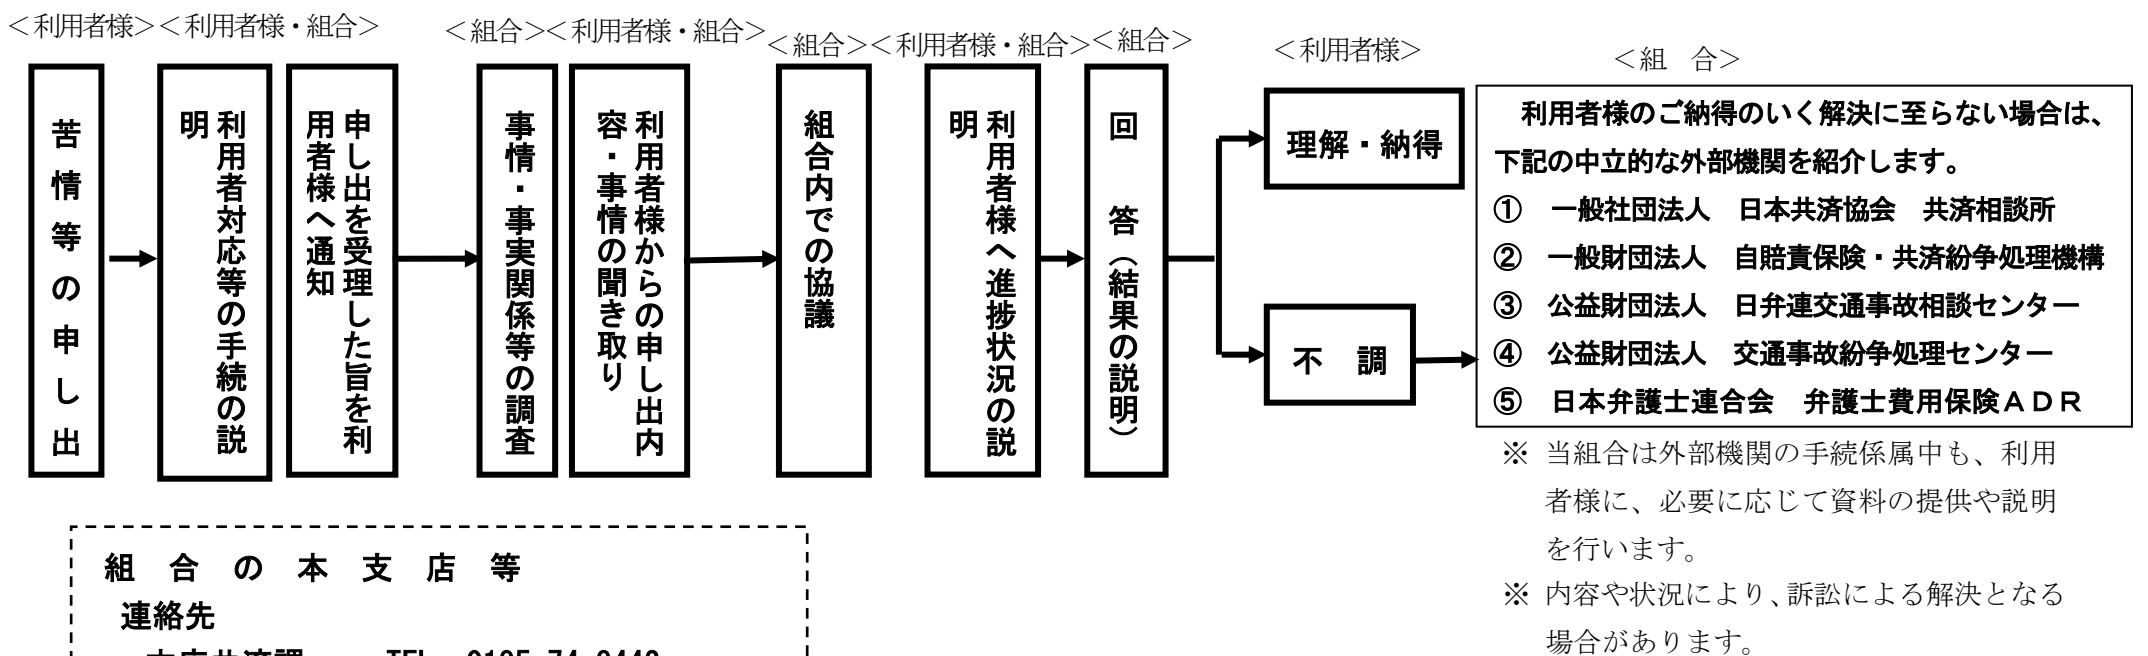 ＜利用者様＞＜利用者様・組合＞
＜組合＞＜利用者様・組合＞
＜組合＞＜利用者様・組合＞＜組合＞
＜利用者様＞
＜組　合＞
苦情等の申し出
利用者対応等の手続の説
明
申し出を受理した旨を利
用者様へ通知
事情・事実関係等の調査
利用者様からの申し出内
容・事情の聞き取り
組合内での協議
利用者様へ進捗状況の説
明
回　答（結果の説明）
理解・納得
不　調
利用者様のご納得のいく解決に至らない場合は、
下記の中立的な外部機関を紹介します。
①　一般社団法人　日本共済協会　共済相談所
②　一般財団法人　自賠責保険・共済紛争処理機構
③　公益財団法人　日弁連交通事故相談センター
④　公益財団法人　交通事故紛争処理センター
⑤　日本弁護士連合会　弁護士費用保険ＡＤＲ
※ 当組合は外部機関の手続係属中も、利用
者様に、必要に応じて資料の提供や説明
を行います。
※ 内容や状況により、訴訟による解決となる
場合があります。
組　合　の　本　支　店　等
連絡先